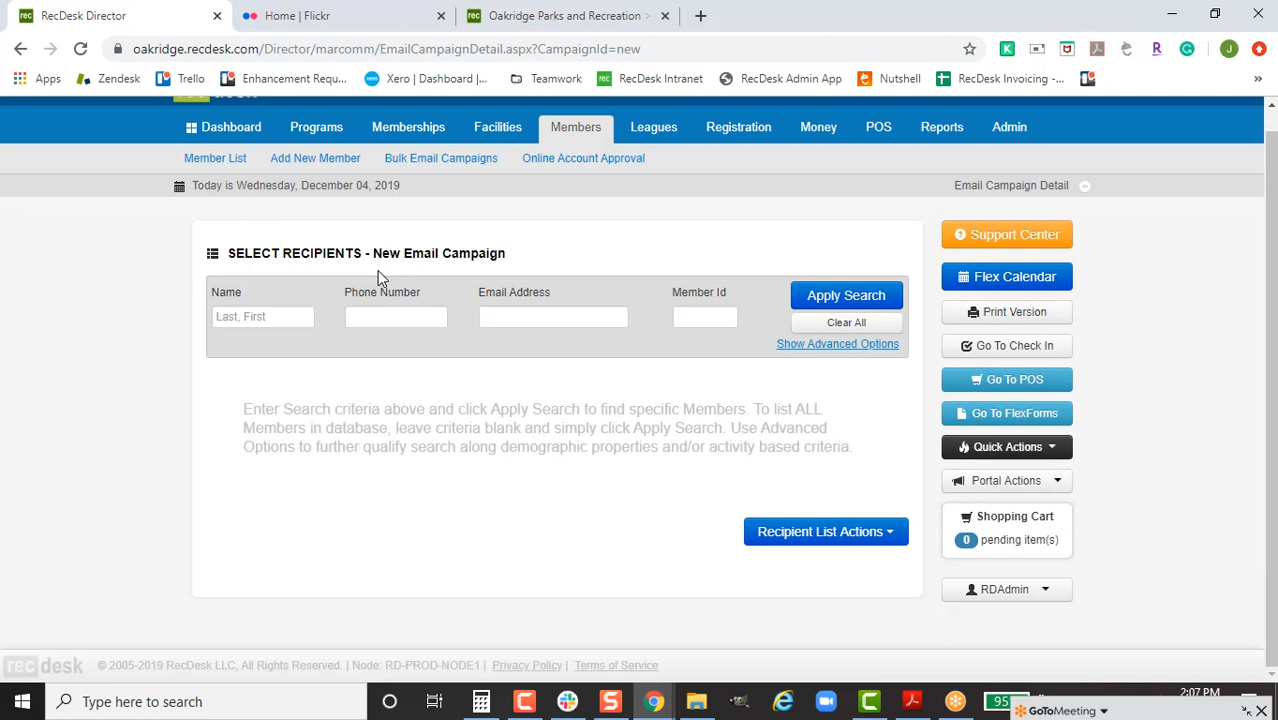 RecDesk Director
Home | Flickr
Oakridge Parks and Recreation >
oakridge.recdesk.com/Director/marcomm/EmailCampaignDetail.aspx?CampaignId=new
Apps
Zendesk
Trello
Enhancement Requ...
Xero | Dashboard |...
Teamwork
RecDesk Intranet
RecDesk Admin App
Nutshell
RecDesk Invoicing -...
Dashboard
Programs
Memberships
Facilities
Members
Leagues
Registration
Money
POS
Reports
Admin
Member List
Add New Member
Bulk Email Campaigns
Online Account Approval
Today is Wednesday, December 04, 2019
Email Campaign Detail
SELECT RECIPIENTS - New Email Campaign
Name
Phone Number
Email Address
Member Id
Last, First
Apply Search
Clear All
Show Advanced Options
Enter Search criteria above and click Apply Search to find specific Members. To list ALL
Members in database, leave criteria blank and simply click Apply Search. Use Advanced
Options to further qualify search along demographic properties and/or activity based criteria.
Recipient List Actions
Support Center
Flex Calendar
Print Version
Go To Check In
Go To POS
Go To FlexForms
Quick Actions
Portal Actions
Shopping Cart
0 pending item(s)
RDAdmin
recdesk
© 2005-2019 RecDesk LLC, All Rights Reserved. | Node: RD-PROD-NODE1 | Privacy Policy | Terms of Service
Type here to search
2:07 PM
GoToMeeting